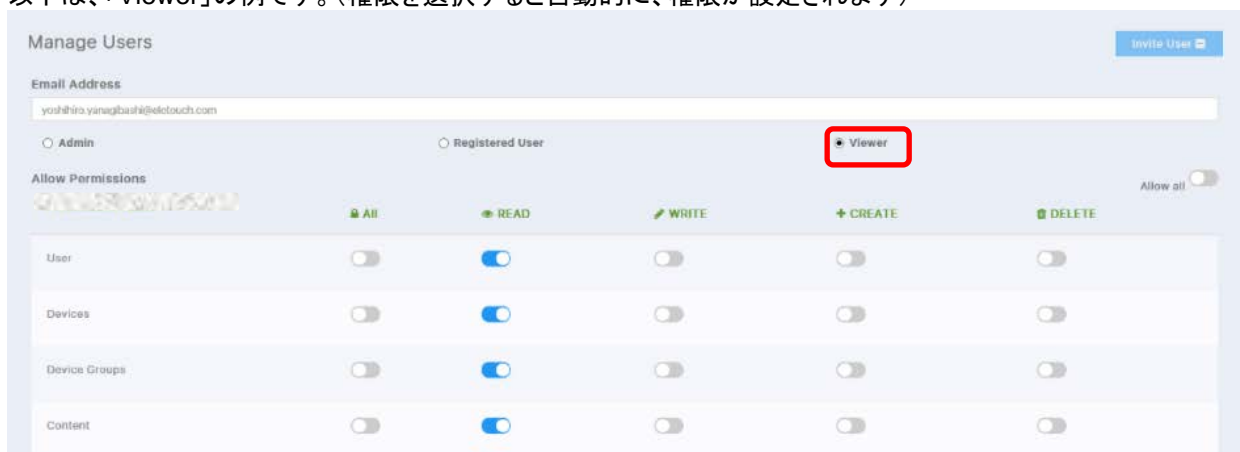 以下は、「Viewer」の例です。（権限を選択すると自動的に、権限が設定されます）
Manage Users
Invite User
Email Address
yoshihiro.yanagibashi@elotouch.com
Admin
Registered User
Viewer
Allow Permissions
Allow all
All
READ
WRITE
CREATE
DELETE
User
Devices
Device Groups
Content